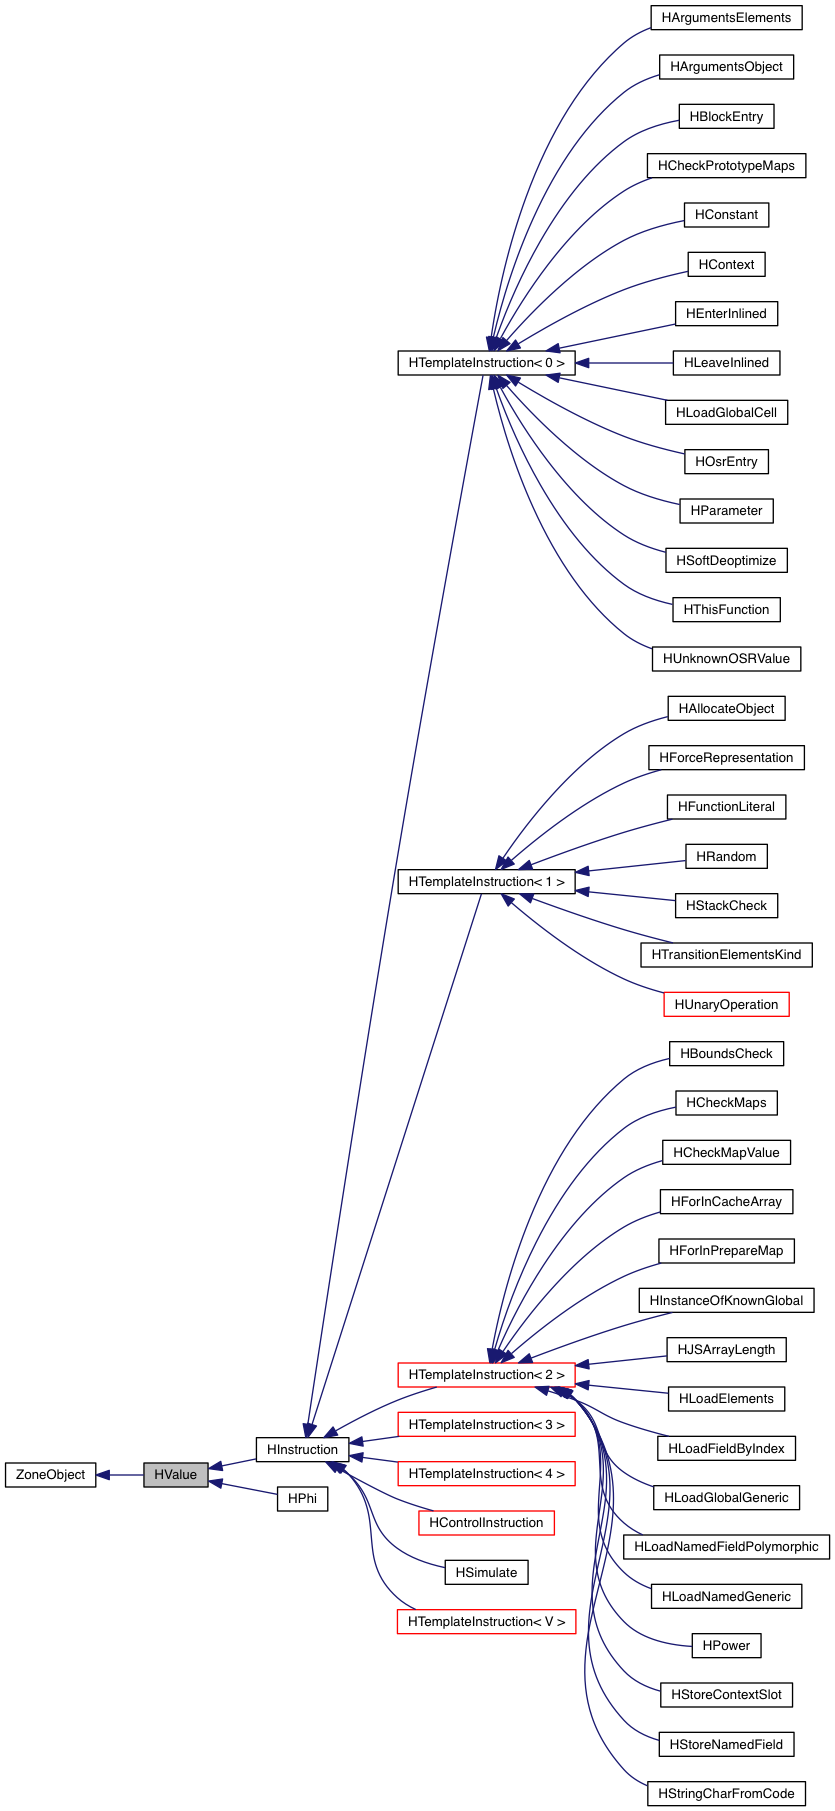 HArgumentsElements
HArgumentsObject
HBlockEntry
HCheckPrototypeMaps
HConstant
HContext
HEnterInlined
HTemplateInstruction< 0 >
HLeaveInlined
HLoadGlobalCell
HOsrEntry
HParameter
HSoftDeoptimize
HThisFunction
HUnknownOSRValue
HAllocateObject
HForceRepresentation
HFunctionLiteral
HRandom
HTemplateInstruction< 1 >
HStackCheck
HTransitionElementsKind
HUnaryOperation
HBoundsCheck
HCheckMaps
HCheckMapValue
HForInCacheArray
HForInPrepareMap
HInstanceOfKnownGlobal
HJSArrayLength
HTemplateInstruction< 2 >
HLoadElements
HTemplateInstruction< 3 >
HInstruction
HLoadFieldByIndex
ZoneObject
HValue
HTemplateInstruction< 4 >
HPhi
HLoadGlobalGeneric
HControlInstruction
HLoadNamedFieldPolymorphic
HSimulate
HLoadNamedGeneric
HTemplateInstruction< V >
HPower
HStoreContextSlot
HStoreNamedField
HStringCharFromCode